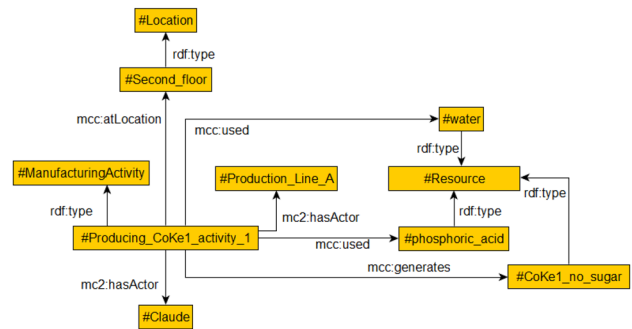 #Location
rdf:type
#Second_floor
mcc:atLocation
mcc:used
#water
rdf:type
#ManufacturingActivity
#Production_Line_A
#Resource
rdf:type
mc2:hasActor
rdf:type
rdf:type
#Producing_CoKe1_activity_1
mcc:used
#phosphoric_acid
mcc:generates
#CoKe1_no_sugar
mc2:hasActor
#Claude